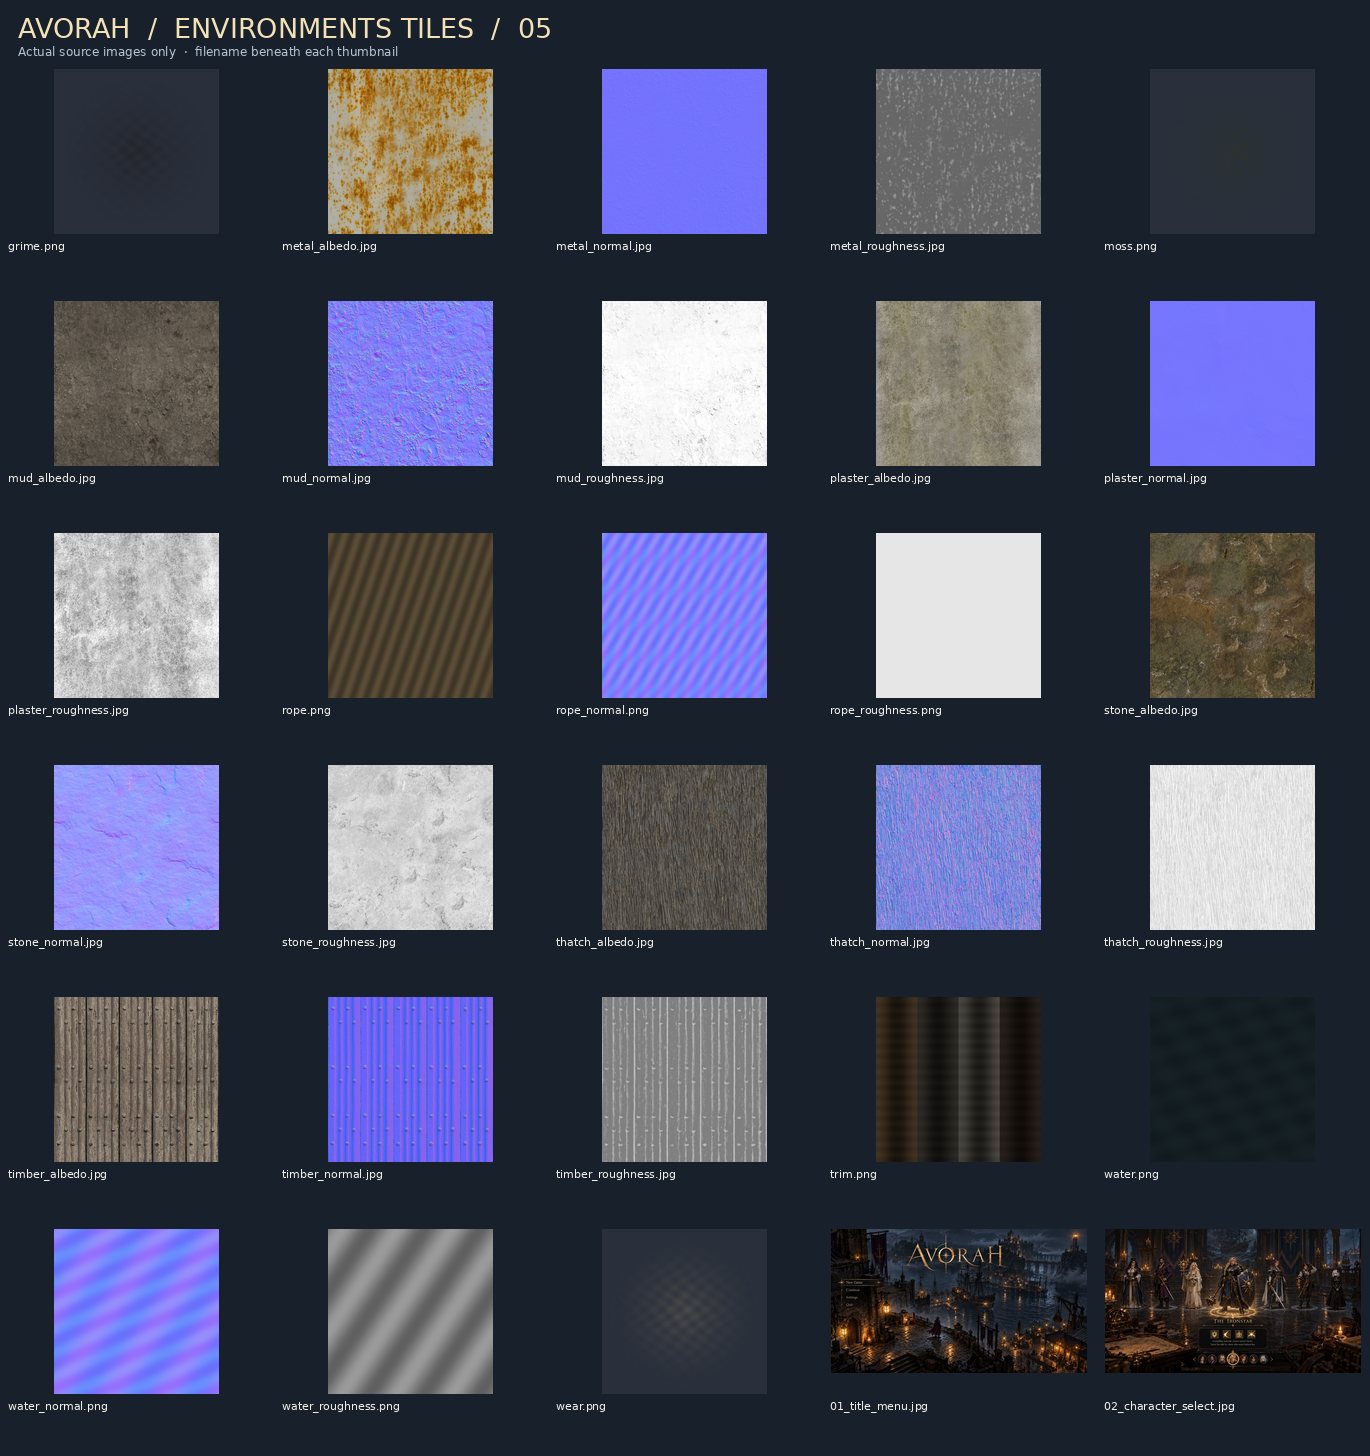 AVORAH / ENVIRONMENTS TILES / 05
Actual source images only · filename beneath each thumbnail
grime.png
metal_albedo.jpg
metal_normal.jpg
metal_roughness.jpg
moss.png
mud_albedo.jpg
mud_normal.jpg
mud_roughness.jpg
plaster_albedo.jpg
plaster_normal.jpg
plaster_roughness.jpg
rope.png
rope_normal.png
rope_roughness.png
stone_albedo.jpg
stone_normal.jpg
stone_roughness.jpg
thatch_albedo.jpg
thatch_normal.jpg
thatch_roughness.jpg
timber_albedo.jpg
timber_normal.jpg
timber_roughness.jpg
trim.png
water.png
AVORAH
THE IRONSTAR
water_normal.png
water_roughness.png
wear.png
01_title_menu.jpg
02_character_select.jpg